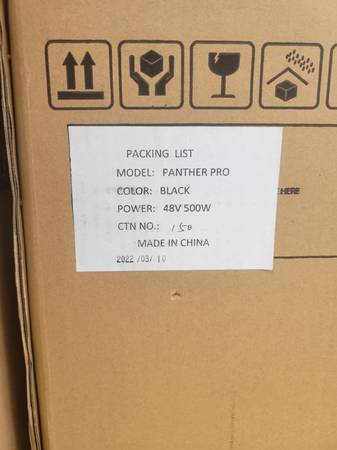 PACKING LIST
MODEL: PANTHER PRO
COLOR: BLACK
HERE
POWER: 48V 500W
CTN NO.: 150
MADE IN CHINA
2022 /03/ 10